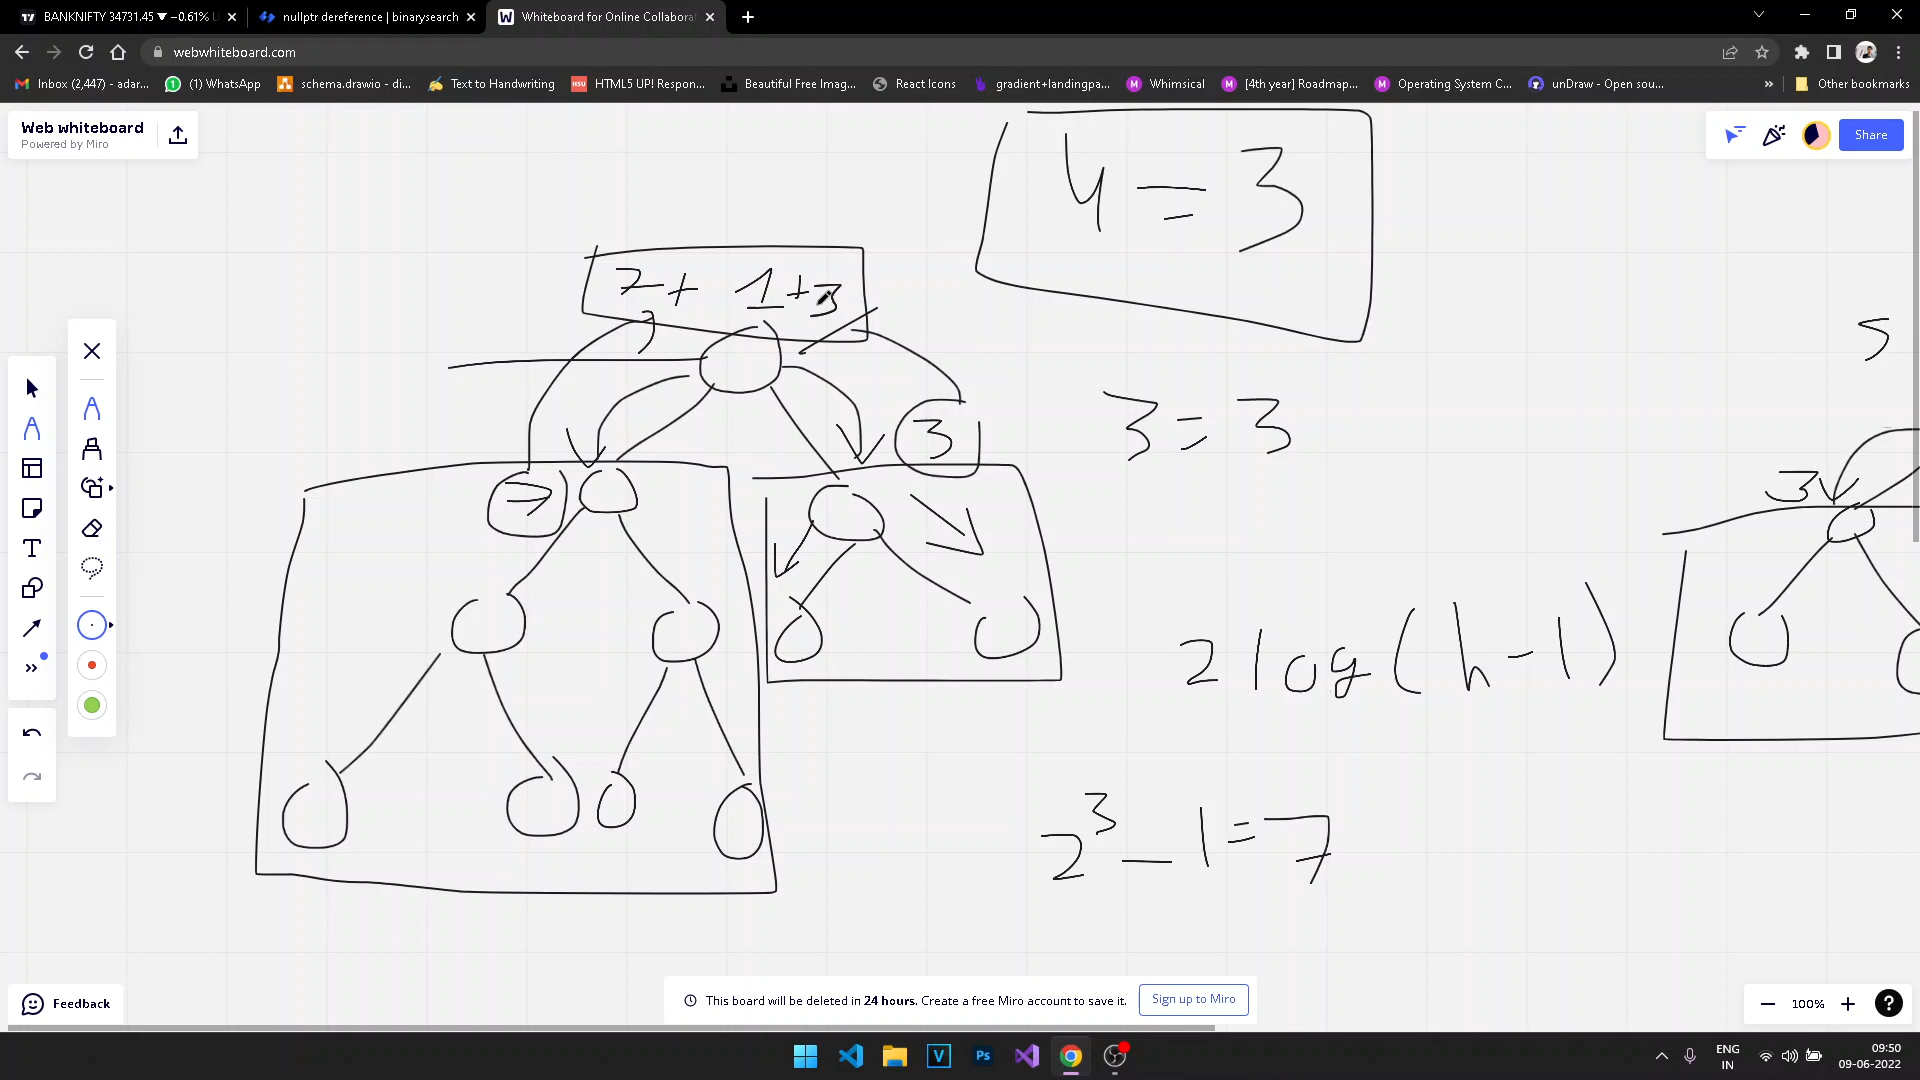 BANKNIFTY 34731.45 ▼ −0.61%
nullptr dereference | binarysearch
Whiteboard for Online Collabora
webwhiteboard.com
Inbox (2,447) - adar...
(1) WhatsApp
schema.drawio - di...
Text to Handwriting
HTML5 UP! Respon...
Beautiful Free Imag...
React Icons
gradient+landingpa...
Whimsical
[4th year] Roadmap...
Operating System C...
unDraw - Open sou...
Other bookmarks
Web whiteboard
Powered by Miro
Share
4 = 3
7 + 1 + 3
5
3 = 3
3
7
3
2 log (h - 1)
2³ - 1 = 7
Feedback
This board will be deleted in 24 hours. Create a free Miro account to save it.
Sign up to Miro
100%
ENG
IN
09:50
09-06-2022